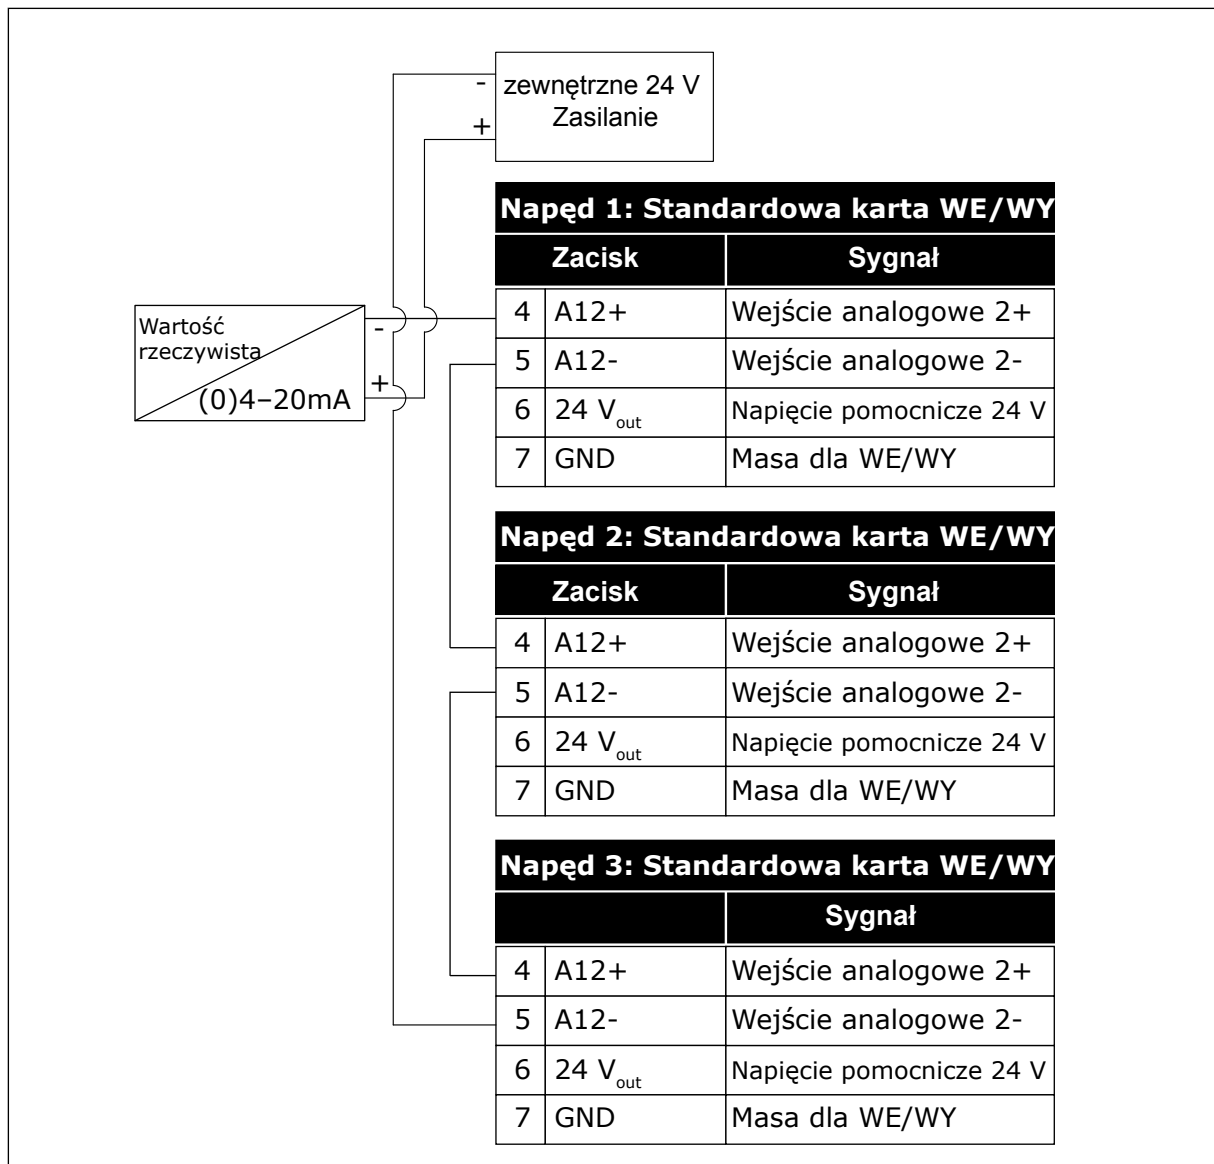 -
zewnętrzne 24 V
Zasilanie
+
Napęd 1: Standardowa karta WE/WY
Zacisk Sygnał
4 A12+ Wejście analogowe 2+
5 A12- Wejście analogowe 2-
6 24 Vout Napięcie pomocnicze 24 V
7 GND Masa dla WE/WY
Wartość
rzeczywista
-
+
(0)4–20mA
Napęd 2: Standardowa karta WE/WY
Zacisk Sygnał
4 A12+ Wejście analogowe 2+
5 A12- Wejście analogowe 2-
6 24 Vout Napięcie pomocnicze 24 V
7 GND Masa dla WE/WY
Napęd 3: Standardowa karta WE/WY
Sygnał
4 A12+ Wejście analogowe 2+
5 A12- Wejście analogowe 2-
6 24 Vout Napięcie pomocnicze 24 V
7 GND Masa dla WE/WY